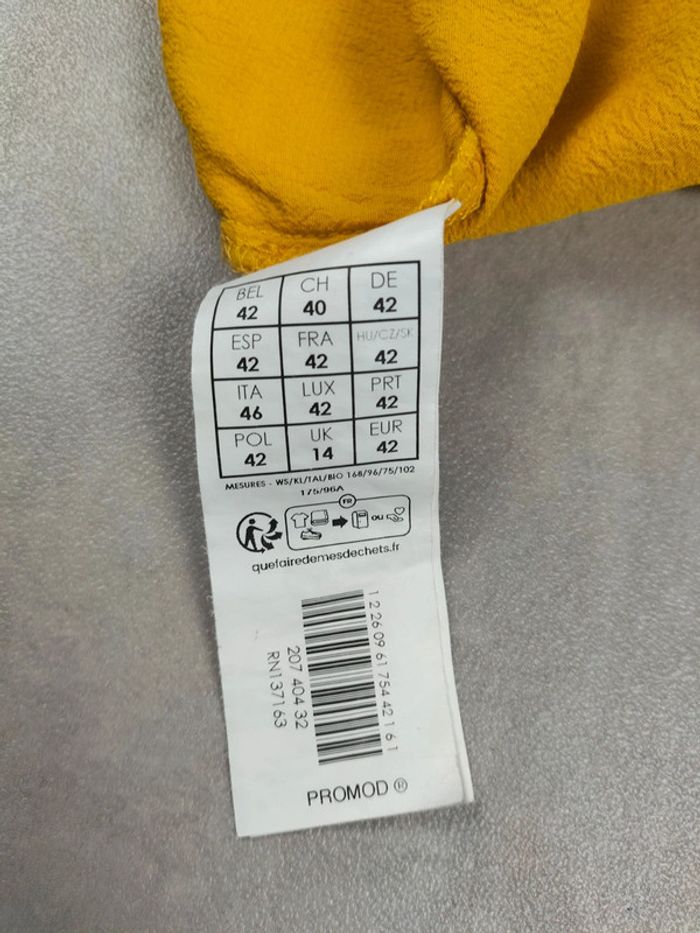 BEL CH DE
42 40 42
ESP FRA HU/CZ/SK
42 42 42
ITA LUX PRT
46 42 42
POL UK EUR
42 14 42
MESURES - WS/KL/TAL/BIO 168/96/75/102
175/96A
FR
ou
quefairedemesdechets.fr
1 2 26 09 61 754 42 1 6 1
207 404 32
RN137163
PROMOD ®